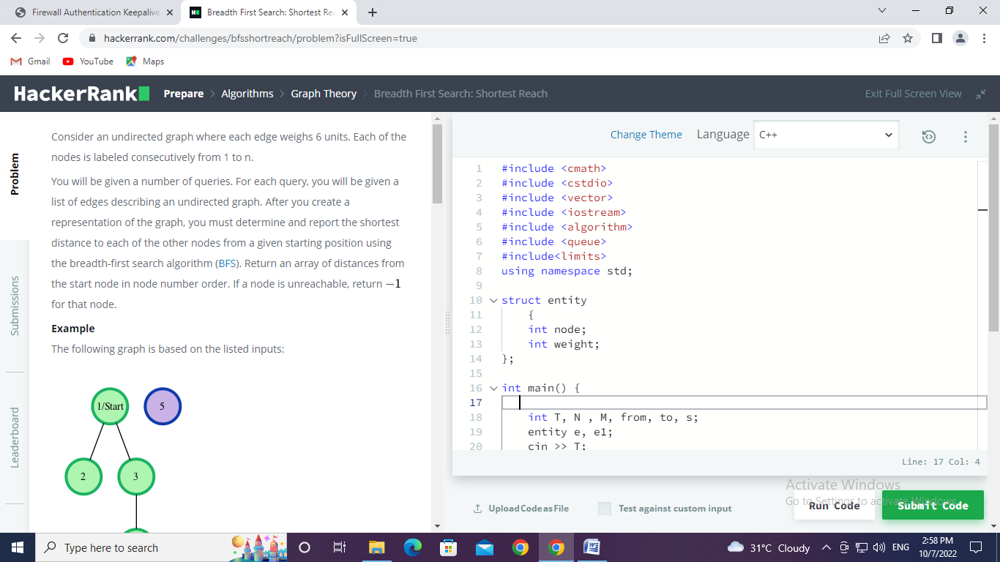 Firewall Authentication Keepalive
Breadth First Search: Shortest Re
hackerrank.com/challenges/bfsshortreach/problem?isFullScreen=true
Gmail YouTube Maps
HackerRank Prepare > Algorithms > Graph Theory > Breadth First Search: Shortest Reach Exit Full Screen View
Problem
Submissions
Leaderboard
Consider an undirected graph where each edge weighs 6 units. Each of the
nodes is labeled consecutively from 1 to n.
You will be given a number of queries. For each query, you will be given a
list of edges describing an undirected graph. After you create a
representation of the graph, you must determine and report the shortest
distance to each of the other nodes from a given starting position using
the breadth-first search algorithm (BFS). Return an array of distances from
the start node in node number order. If a node is unreachable, return −1
for that node.
Example
The following graph is based on the listed inputs:
1/Start 5
2 3
Change Theme Language C++
1 #include <cmath>
2 #include <cstdio>
3 #include <vector>
4 #include <iostream>
5 #include <algorithm>
6 #include <queue>
7 #include<limits>
8 using namespace std;
9
10 struct entity
11 {
12 int node;
13 int weight;
14 };
15
16 int main() {
17
18 int T, N , M, from, to, s;
19 entity e, e1;
20 cin >> T;
Line: 17 Col: 4
Activate Windows
Go to Settings to activate Windows.
Upload Code as File Test against custom input Run Code Submit Code
Type here to search
31°C Cloudy ENG 2:58 PM
10/7/2022